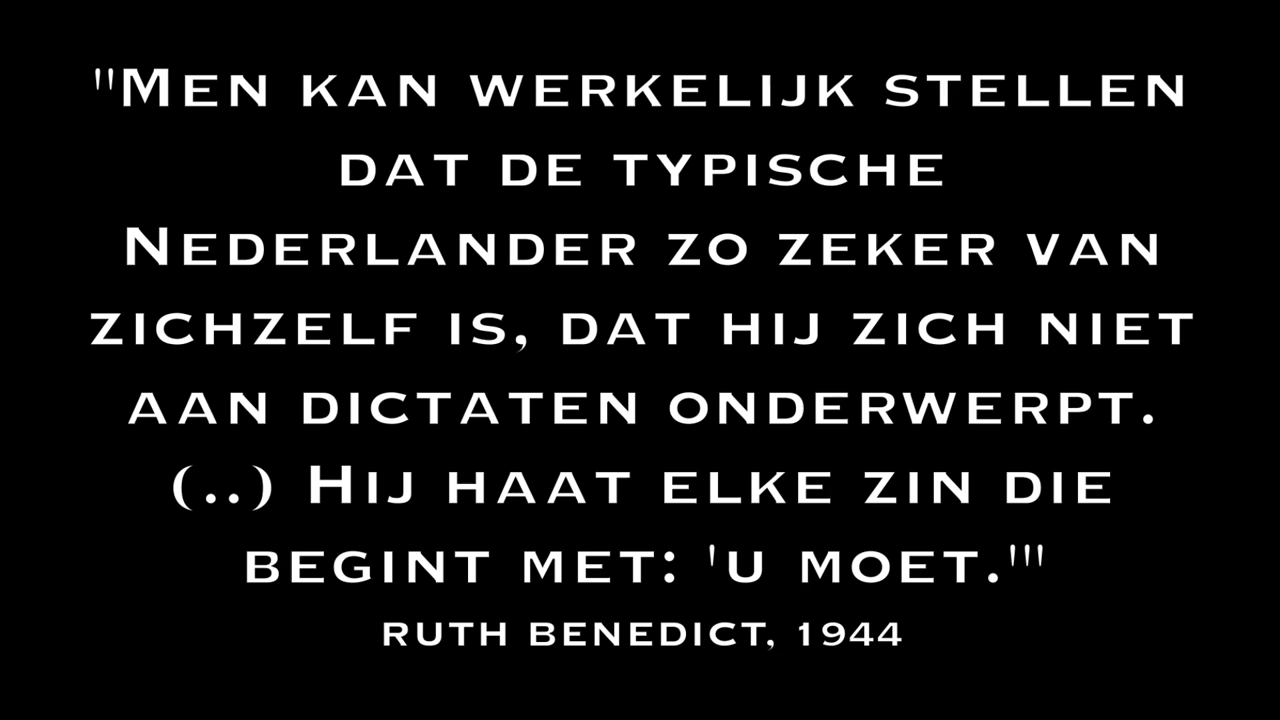 "Men kan werkelijk stellen
dat de typische
Nederlander zo zeker van
zichzelf is, dat hij zich niet
aan dictaten onderwerpt.
(..) Hij haat elke zin die
begint met: 'u moet.'"
ruth benedict, 1944